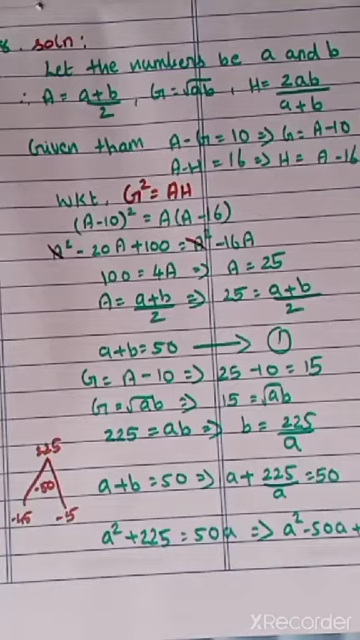 8. soln:
Let the numbers be a and b
∴ A = a+b/2 , G = √ab , H = 2ab/a+b
Given tham A-G = 10 => G = A-10
A-H = 16 => H = A-16
WKT, G² = AH
(A-10)² = A(A-16)
A² - 20A + 100 = A² - 16A
100 = 4A => A = 25
A = a+b/2 => 25 = a+b/2
a+b = 50 → ①
G = A-10 => 25-10 = 15
G = √ab => 15 = √ab
225 = ab => b = 225/a
225
-50
-45 -5
a+b = 50 => a + 225/a = 50
a² + 225 = 50a => a² - 50a +
XRecorder